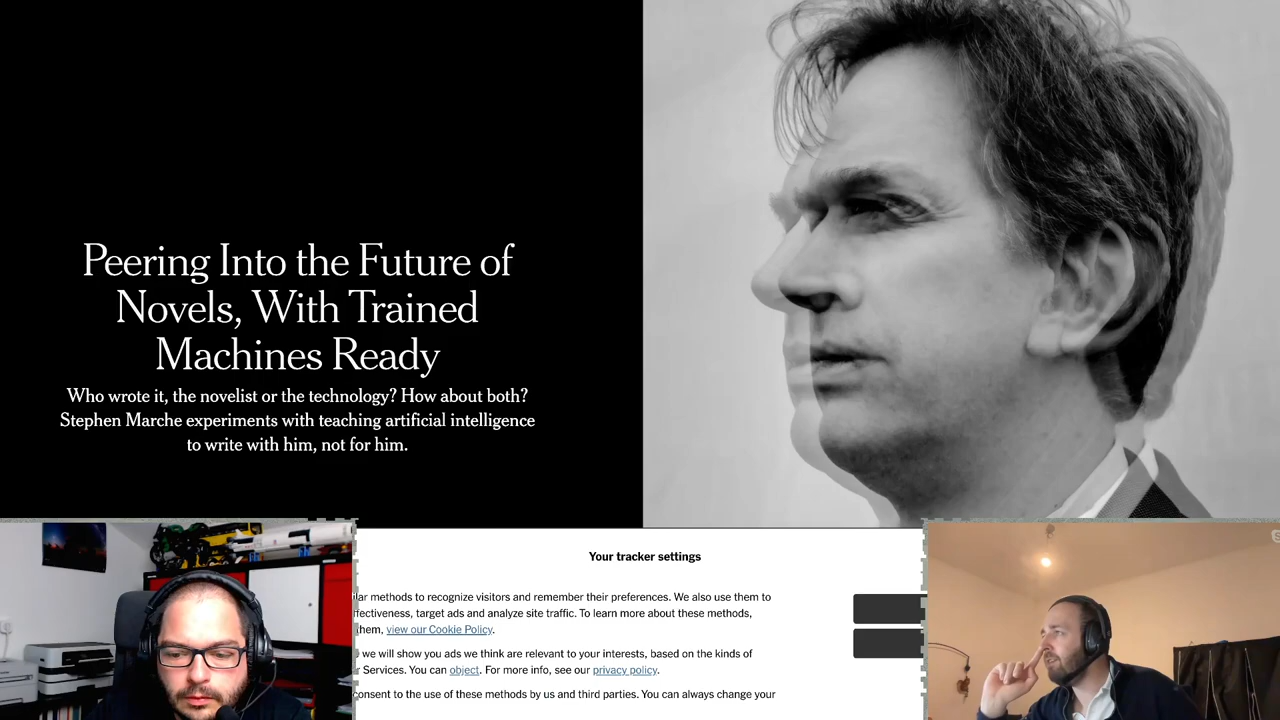 Peering Into the Future of
Novels, With Trained
Machines Ready
Who wrote it, the novelist or the technology? How about both?
Stephen Marche experiments with teaching artificial intelligence
to write with him, not for him.
Your tracker settings
methods to recognize visitors and remember their preferences. We also use them to
target ads and analyze site traffic. To learn more about these methods,
view our Cookie Policy.
we will show you ads we think are relevant to your interests, based on the kinds of
Services. You can object. For more info, see our privacy policy.
consent to the use of these methods by us and third parties. You can always change your